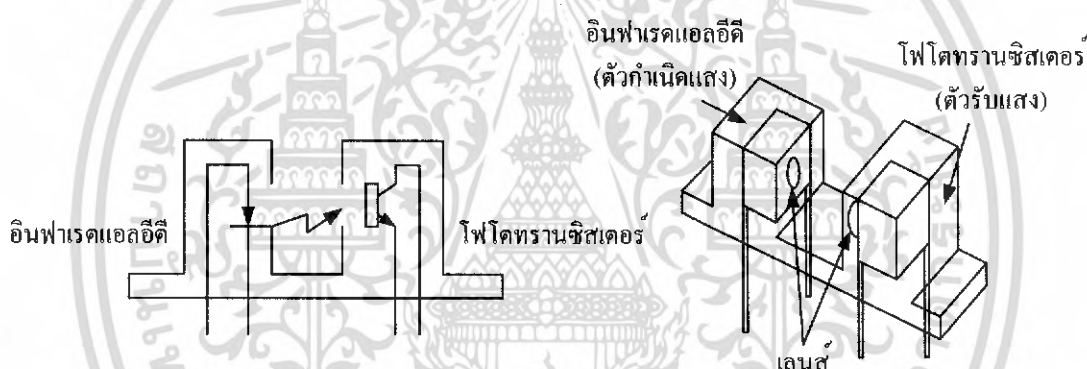 อินฟาเรดแอลอีดี
โฟโตทรานซิสเตอร์
อินฟาเรดแอลอีดี
(ตัวกำเนิดแสง)
โฟโตทรานซิสเตอร์
(ตัวรับแสง)
เลนส์